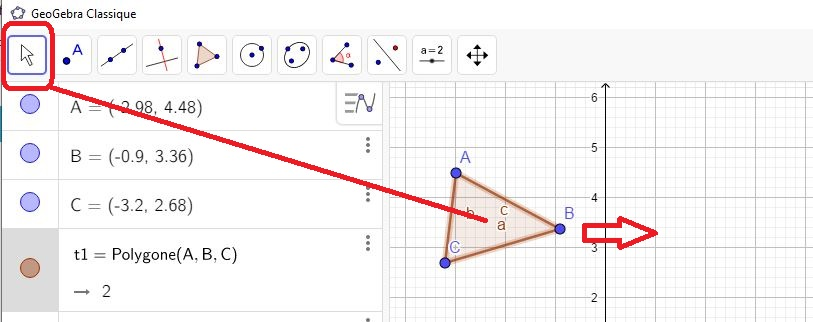 GeoGebra Classique
A
α
a=2
A = (-2.98, 4.48)
B = (-0.9, 3.36)
C = (-3.2, 2.68)
t1 = Polygone(A, B, C)
→ 2
6
5
A
4
b
c
B
a
C
3
2